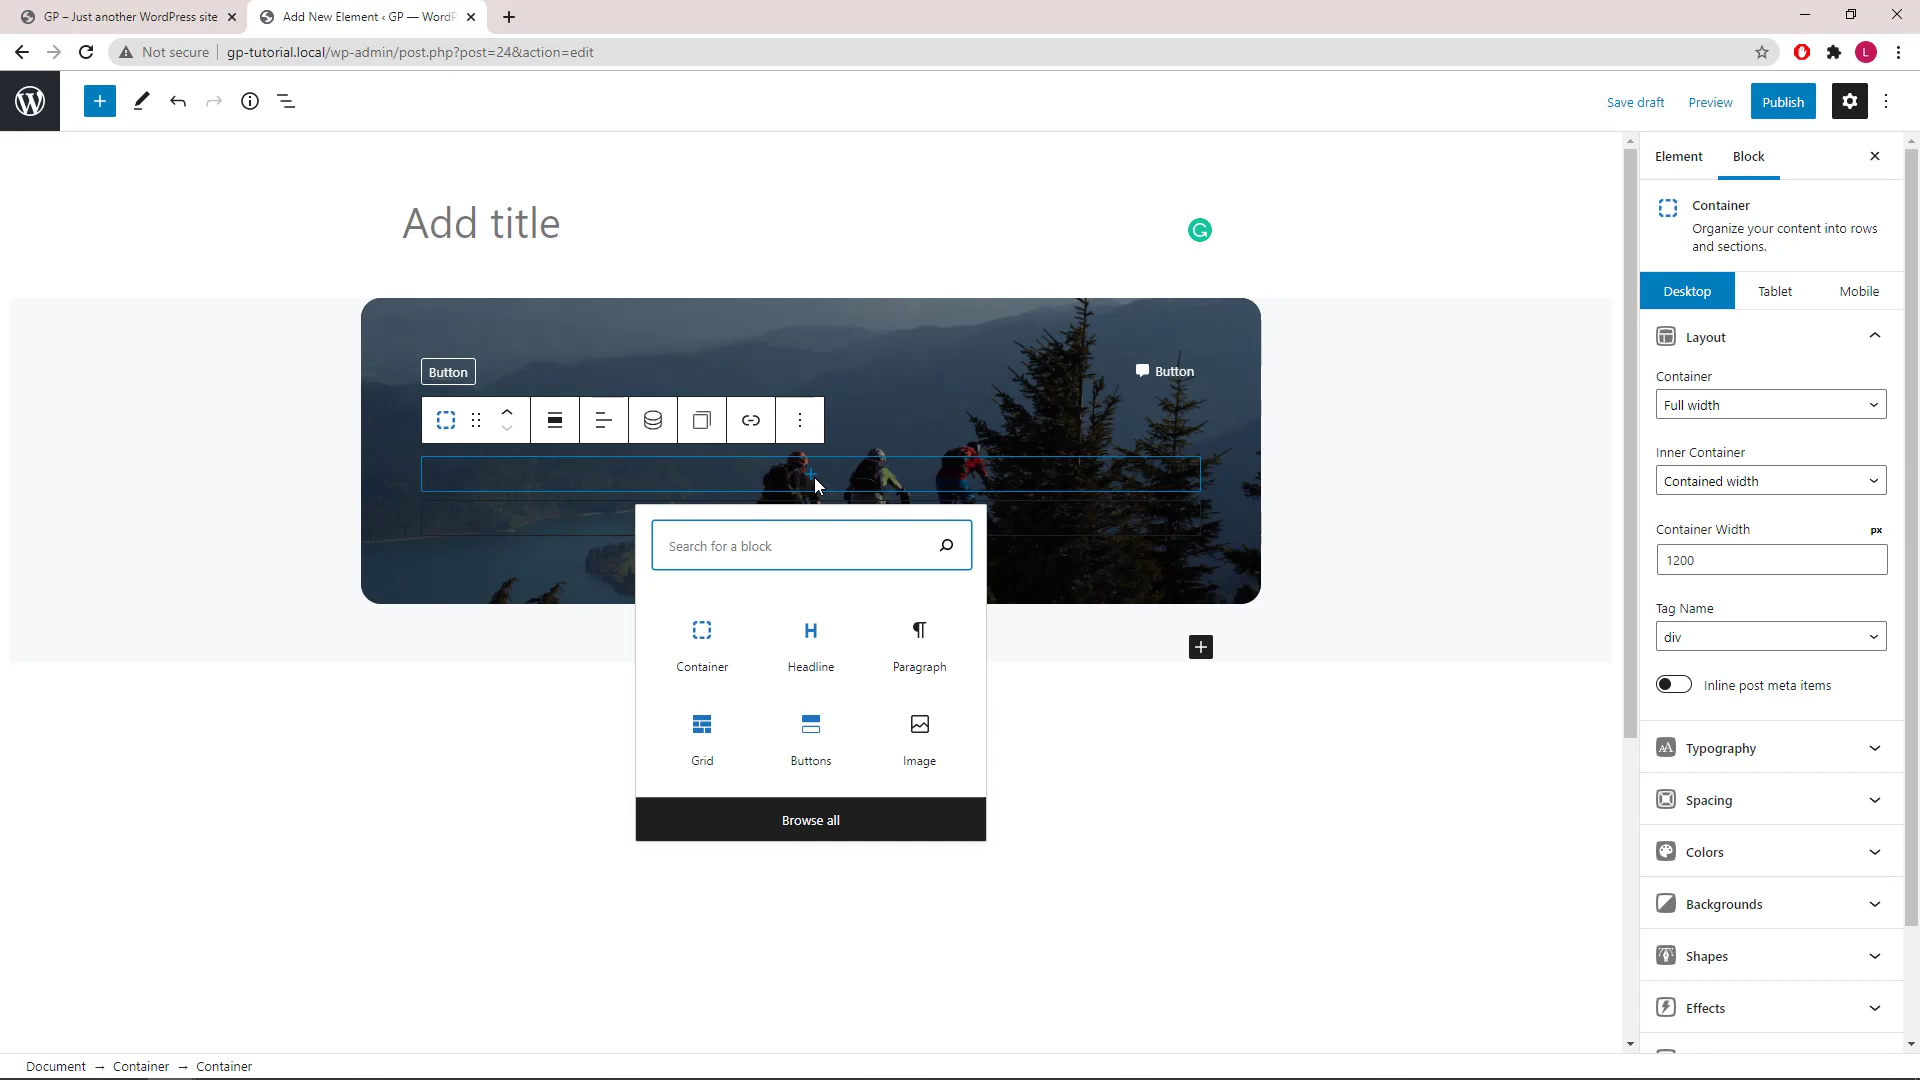 GP – Just another WordPress site
Add New Element ‹ GP — WordP
Not secure
gp-tutorial.local/wp-admin/post.php?post=24&action=edit
L
Save draft
Preview
Publish
Element
Block
Add title
Container
Organize your content into rows
and sections.
Desktop
Tablet
Mobile
Layout
Button
Button
Container
Full width
Inner Container
Contained width
Container Width
px
1200
Search for a block
Tag Name
div
Container
Headline
Paragraph
Inline post meta items
Grid
Buttons
Image
Typography
Spacing
Browse all
Colors
Backgrounds
Shapes
Effects
Document → Container → Container